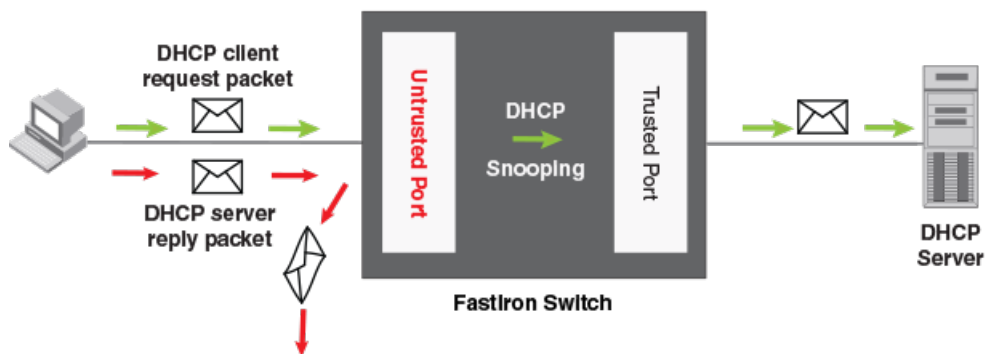 DHCP client
request packet
DHCP server
reply packet
Untrusted Port
DHCP
Snooping
Trusted Port
FastIron Switch
DHCP
Server